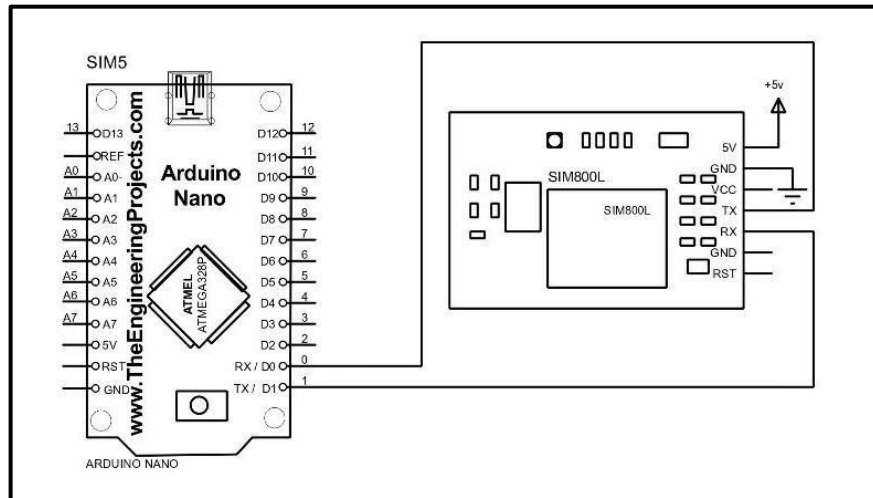 SIM5
www.TheEngineeringProjects.com
Arduino
Nano
ATMEL
ATMEGA328P
13 D13
REF
A0 A0-
A1 A1
A2 A2
A3 A3
A4 A4
A5 A5
A6 A6
A7 A7
5V
RST
GND
D12 12
D11 11
D10 10
D9 9
D8 8
D7 7
D6 6
D5 5
D4 4
D3 3
D2 2
RX / D0 0
TX / D1 1
ARDUINO NANO
SIM800L
SIM800L
+5v
5V
GND
VCC
TX
RX
GND
RST